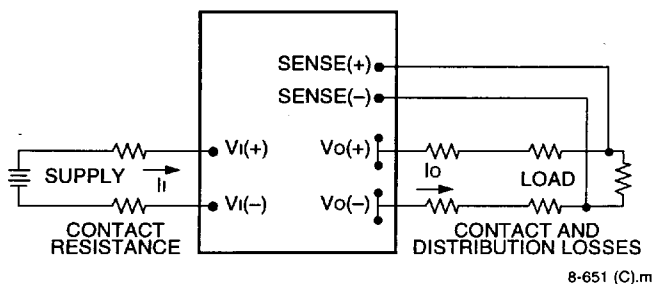 SENSE(+)
SENSE(–)
VI(+)
VO(+)
IO
SUPPLY
II
LOAD
VI(–)
VO(–)
CONTACT
RESISTANCE
CONTACT AND
DISTRIBUTION LOSSES
8-651 (C).m